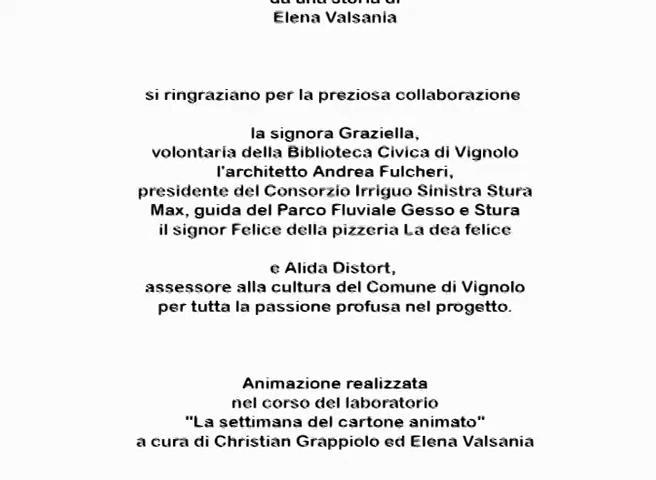 da una storia di
Elena Valsania
si ringraziano per la preziosa collaborazione
la signora Graziella,
volontaria della Biblioteca Civica di Vignolo
l'architetto Andrea Fulcheri,
presidente del Consorzio Irriguo Sinistra Stura
Max, guida del Parco Fluviale Gesso e Stura
il signor Felice della pizzeria La dea felice
e Alida Distort,
assessore alla cultura del Comune di Vignolo
per tutta la passione profusa nel progetto.
Animazione realizzata
nel corso del laboratorio
"La settimana del cartone animato"
a cura di Christian Grappiolo ed Elena Valsania